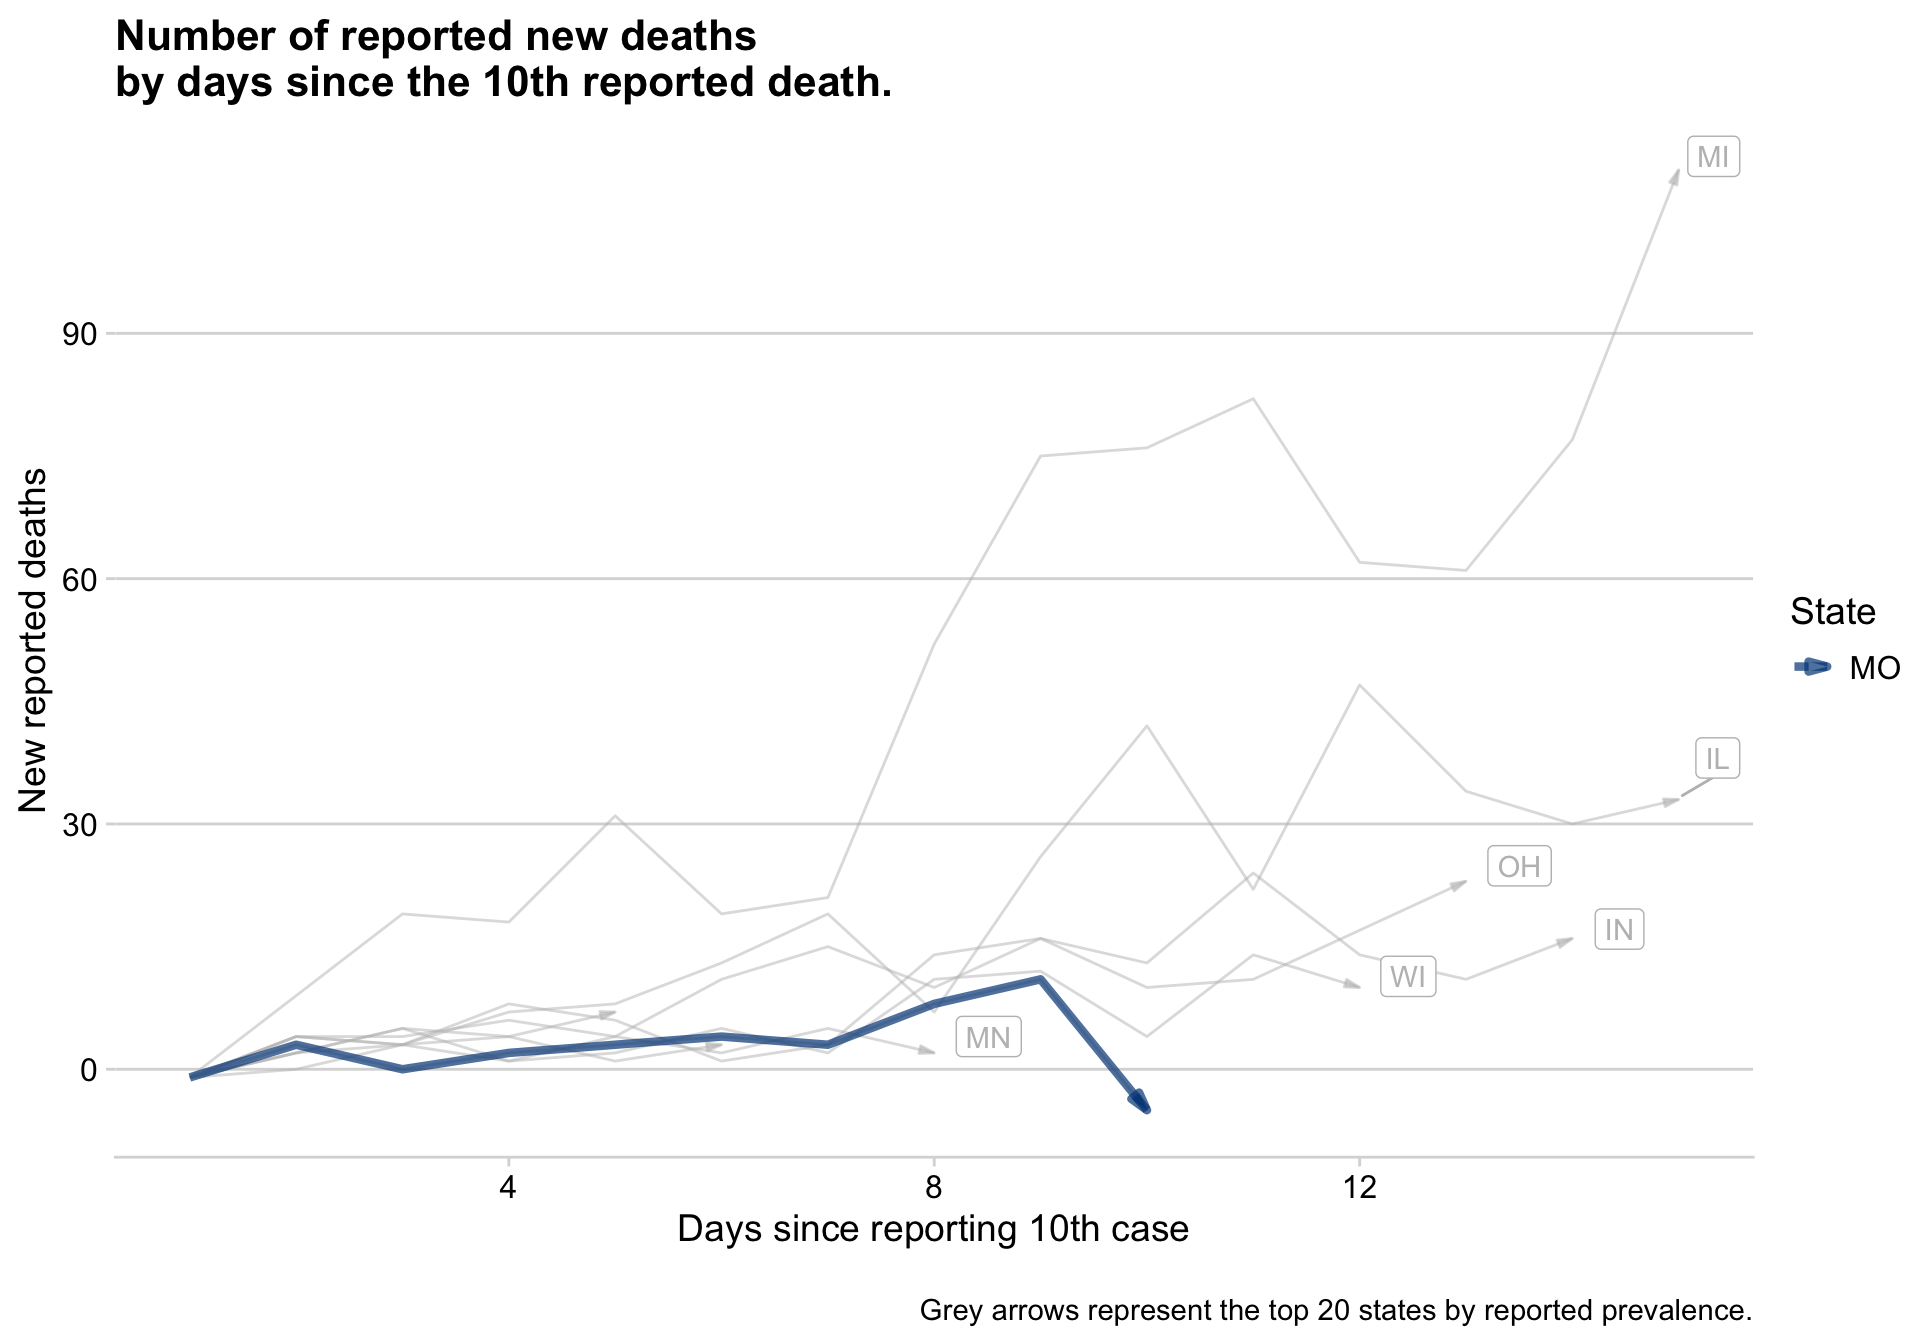 Number of reported new deaths
by days since the 10th reported death.
MI
90
60
30
0
New reported deaths
State
MO
IL
OH
IN
WI
MN
4
8
12
Days since reporting 10th case
Grey arrows represent the top 20 states by reported prevalence.